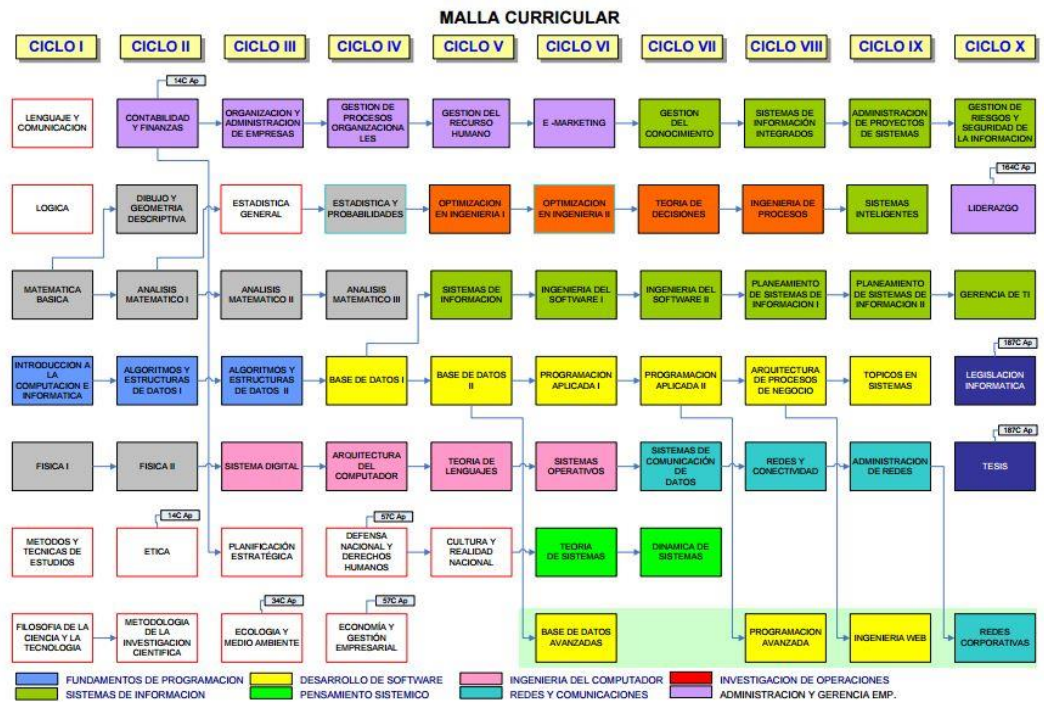 MALLA CURRICULAR
CICLO I
CICLO II
CICLO III
CICLO IV
CICLO V
CICLO VI
CICLO VII
CICLO VIII
CICLO IX
CICLO X
14C Ap
LENGUAJE Y
COMUNICACION
CONTABILIDAD
Y FINANZAS
ORGANIZACION Y
ADMINISTRACION
DE EMPRESAS
GESTION DE
PROCESOS
ORGANIZACIONA
LES
GESTION DEL
RECURSO
HUMANO
E -MARKETING
GESTION
DEL
CONOCIMIENTO
SISTEMAS DE
INFORMACIÓN
INTEGRADOS
ADMINISTRACION
DE PROYECTOS
DE SISTEMAS
GESTION DE
RIESGOS Y
SEGURIDAD DE
LA INFORMACION
164C Ap
LOGICA
DIBUJO Y
GEOMETRIA
DESCRIPTIVA
ESTADISTICA
GENERAL
ESTADISTICA Y
PROBABILIDADES
OPTIMIZACION
EN INGENIERIA I
OPTIMIZACION
EN INGENIERIA II
TEORIA DE
DECISIONES
INGENIERIA DE
PROCESOS
SISTEMAS
INTELIGENTES
LIDERAZGO
MATEMATICA
BASICA
ANALISIS
MATEMATICO I
ANALISIS
MATEMATICO II
ANALISIS
MATEMATICO III
SISTEMAS DE
INFORMACION
INGENIERIA DEL
SOFTWARE I
INGENIERIA DEL
SOFTWARE II
PLANEAMIENTO
DE SISTEMAS DE
INFORMACION I
PLANEAMIENTO
DE SISTEMAS DE
INFORMACION II
GERENCIA DE TI
187C Ap
INTRODUCCION A
LA
COMPUTACION E
INFORMATICA
ALGORITMOS Y
ESTRUCTURAS
DE DATOS I
ALGORITMOS Y
ESTRUCTURAS
DE DATOS II
BASE DE DATOS I
BASE DE DATOS
II
PROGRAMACION
APLICADA I
PROGRAMACION
APLICADA II
ARQUITECTURA
DE PROCESOS
DE NEGOCIO
TOPICOS EN
SISTEMAS
LEGISLACION
INFORMATICA
187C Ap
FISICA I
FISICA II
SISTEMA DIGITAL
ARQUITECTURA
DEL
COMPUTADOR
TEORIA DE
LENGUAJES
SISTEMAS
OPERATIVOS
SISTEMAS DE
COMUNICACIÓN
DE
DATOS
REDES Y
CONECTIVIDAD
ADMINISTRACION
DE REDES
TESIS
14C Ap
57C Ap
METODOS Y
TECNICAS DE
ESTUDIOS
ETICA
PLANIFICACIÓN
ESTRATÉGICA
DEFENSA
NACIONAL Y
DERECHOS
HUMANOS
CULTURA Y
REALIDAD
NACIONAL
TEORIA
DE SISTEMAS
DINAMICA DE
SISTEMAS
34C Ap
57C Ap
FILOSOFIA DE LA
CIENCIA Y LA
TECNOLOGIA
METODOLOGIA
DE LA
INVESTIGACION
CIENTIFICA
ECOLOGIA Y
MEDIO AMBIENTE
ECONOMÍA Y
GESTIÓN
EMPRESARIAL
BASE DE DATOS
AVANZADAS
PROGRAMACION
AVANZADA
INGENIERIA WEB
REDES
CORPORATIVAS
FUNDAMENTOS DE PROGRAMACION
DESARROLLO DE SOFTWARE
INGENIERIA DEL COMPUTADOR
INVESTIGACION DE OPERACIONES
SISTEMAS DE INFORMACION
PENSAMIENTO SISTEMICO
REDES Y COMUNICACIONES
ADMINISTRACION Y GERENCIA EMP.